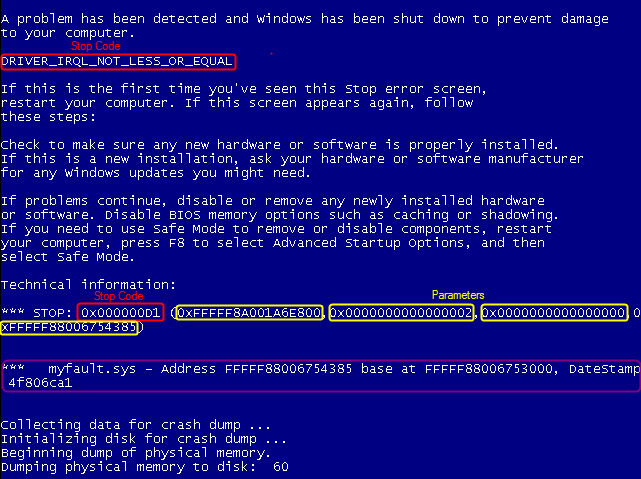 A problem has been detected and Windows has been shut down to prevent damage
to your computer.
Stop Code
DRIVER_IRQL_NOT_LESS_OR_EQUAL
If this is the first time you've seen this Stop error screen,
restart your computer. If this screen appears again, follow
these steps:
Check to make sure any new hardware or software is properly installed.
If this is a new installation, ask your hardware or software manufacturer
for any Windows updates you might need.
If problems continue, disable or remove any newly installed hardware
or software. Disable BIOS memory options such as caching or shadowing.
If you need to use Safe Mode to remove or disable components, restart
your computer, press F8 to select Advanced Startup Options, and then
select Safe Mode.
Technical information:
Stop Code Parameters
*** STOP: 0x000000D1 (0xFFFFF8A001A6E800,0x0000000000000002,0x0000000000000000,0
xFFFFF88006754385)
*** myfault.sys - Address FFFFF88006754385 base at FFFFF88006753000, DateStamp
4f806ca1
Collecting data for crash dump ...
Initializing disk for crash dump ...
Beginning dump of physical memory.
Dumping physical memory to disk: 60